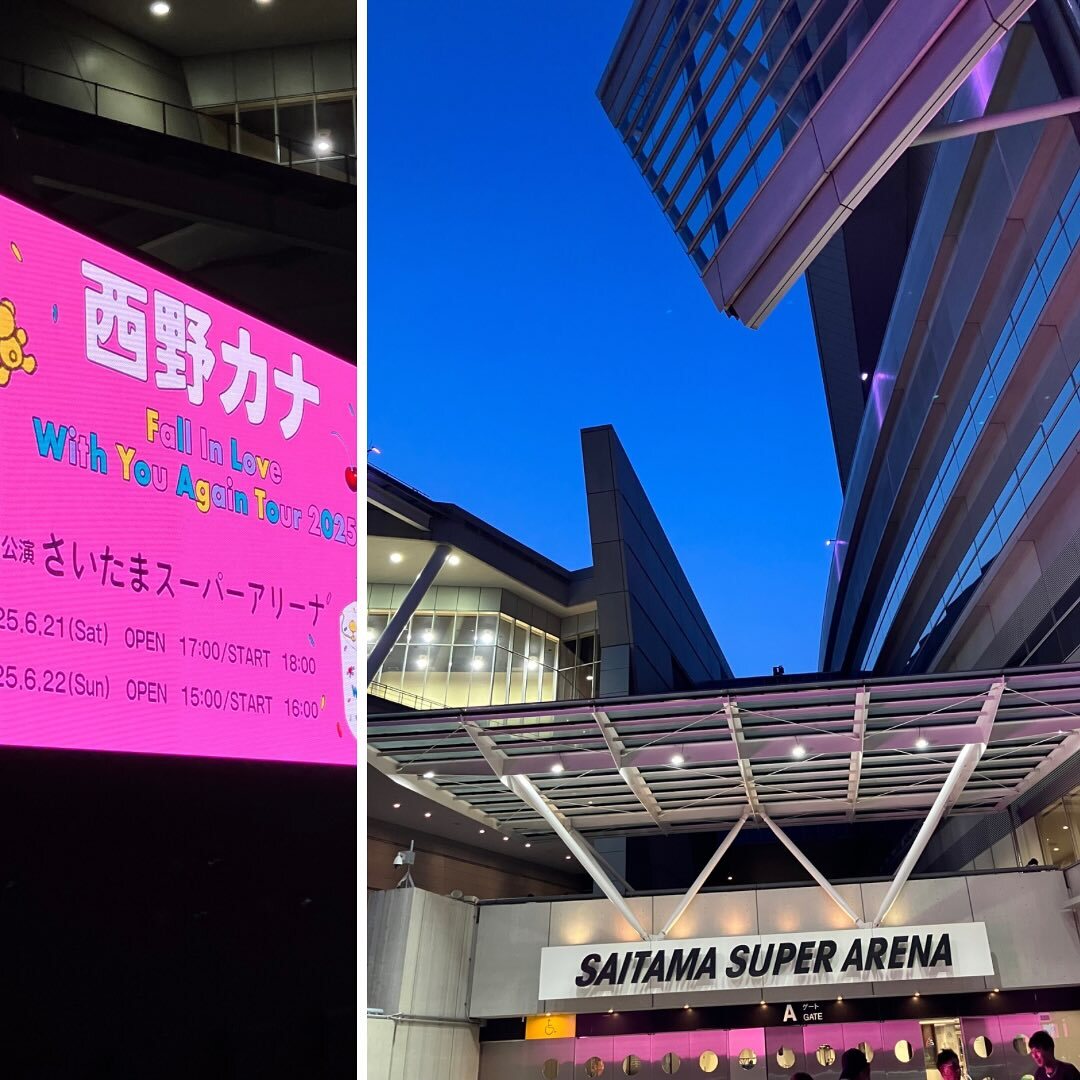 西野カナ
Fall In Love
With You Again Tour 2025
公演 さいたまスーパーアリーナ
25.6.21(Sat) OPEN 17:00/START 18:00
25.6.22(Sun) OPEN 15:00/START 16:00
SAITAMA SUPER ARENA
A ゲート
GATE